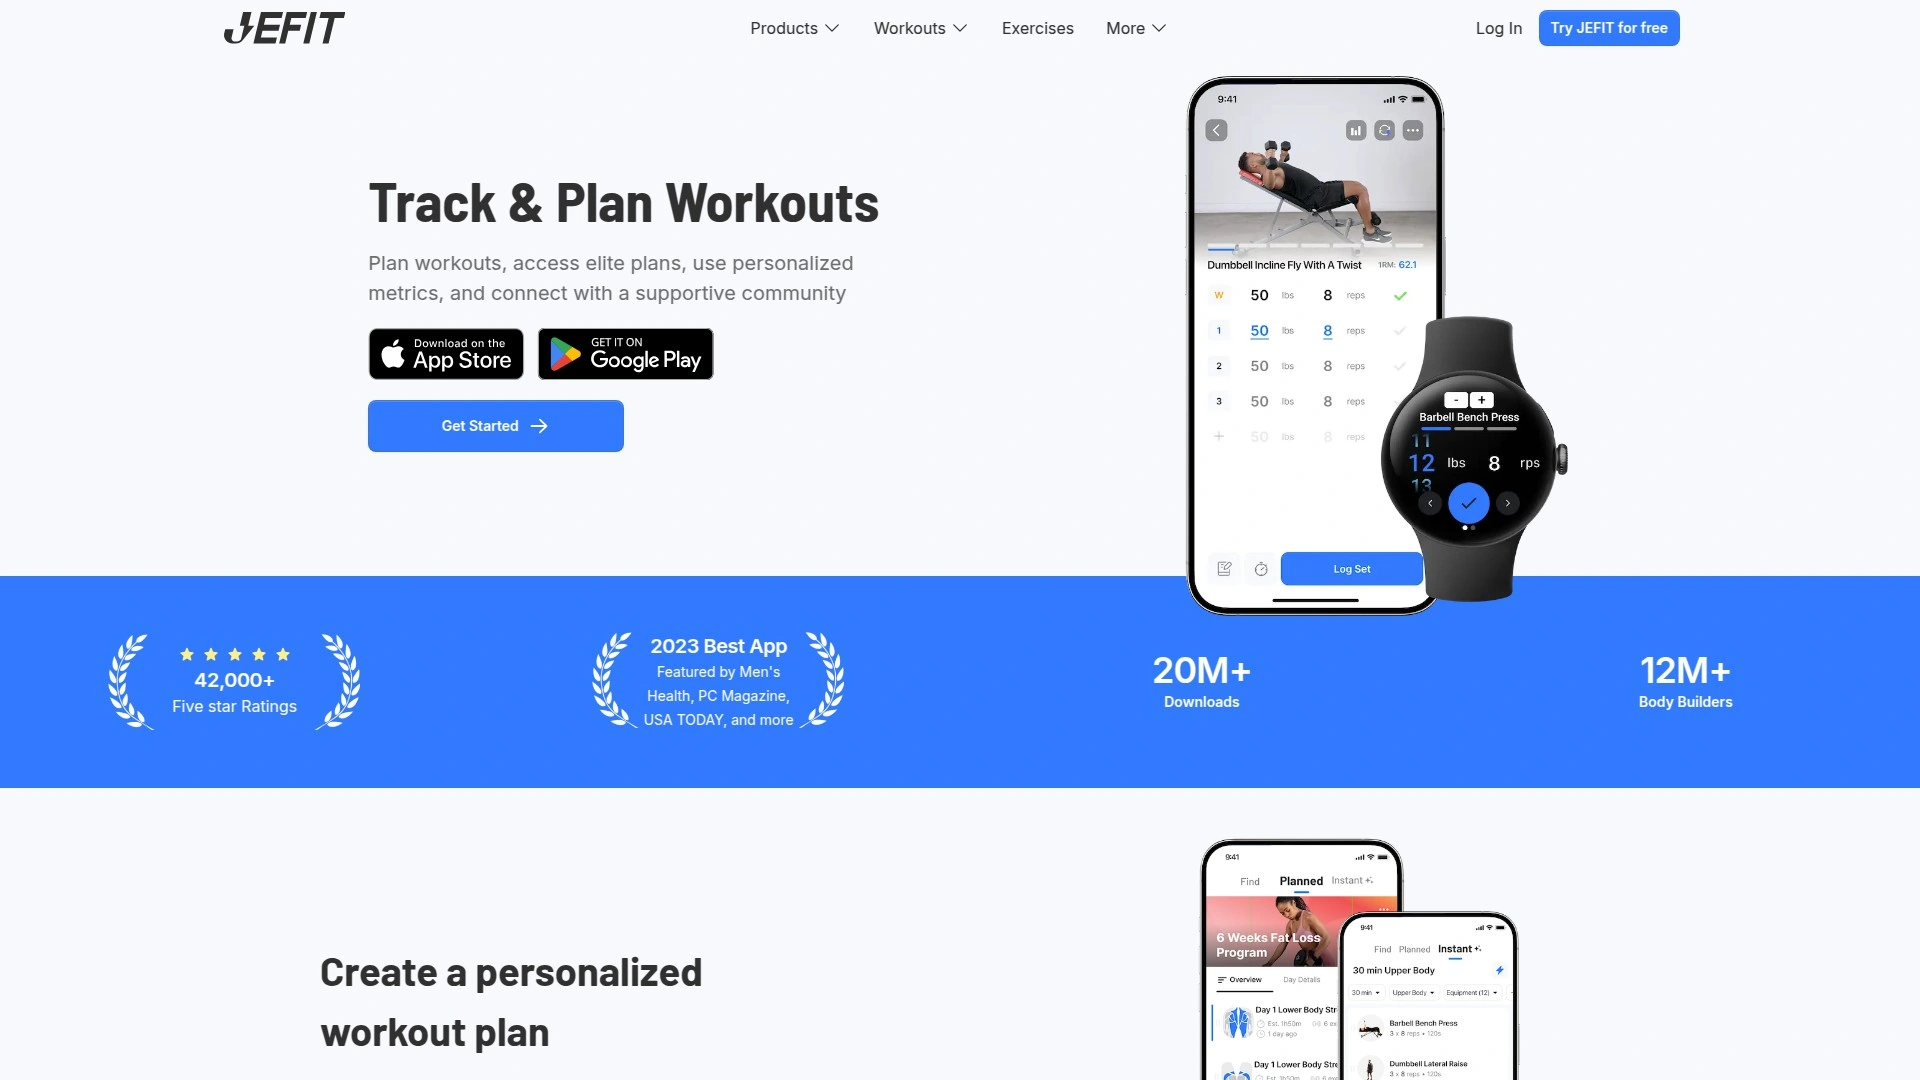 JEFIT
Products
Workouts
Exercises
More
Log In
Try JEFIT for free
Track & Plan Workouts
Plan workouts, access elite plans, use personalized
metrics, and connect with a supportive community
Download on the
App Store
GET IT ON
Google Play
Get Started
9:41
Dumbbell Incline Fly With A Twist 1RM: 62.1
W 50 lbs 8 reps
1 50 lbs 8 reps
2 50 lbs 8 reps
3 50 lbs 8 reps
+ 50 lbs 8 reps
Log Set
- +
Barbell Bench Press
11
12 lbs 8 rps
13
42,000+
Five star Ratings
2023 Best App
Featured by Men's
Health, PC Magazine,
USA TODAY, and more
20M+
Downloads
12M+
Body Builders
Create a personalized
workout plan
9:41
Find Planned Instant
6 Weeks Fat Loss
Program
Overview Day Details
Day 1 Lower Body Str
Est. 1h50m 6 ex
1 day ago
Day 1 Lower Body Stre
Est. 1h50m 6 exe
9:41
Find Planned Instant
30 min Upper Body
30 min Upper Body Equipment (12)
Barbell Bench Press
3 x 8 reps • 120s
Dumbbell Lateral Raise
3 x 8 reps • 120s